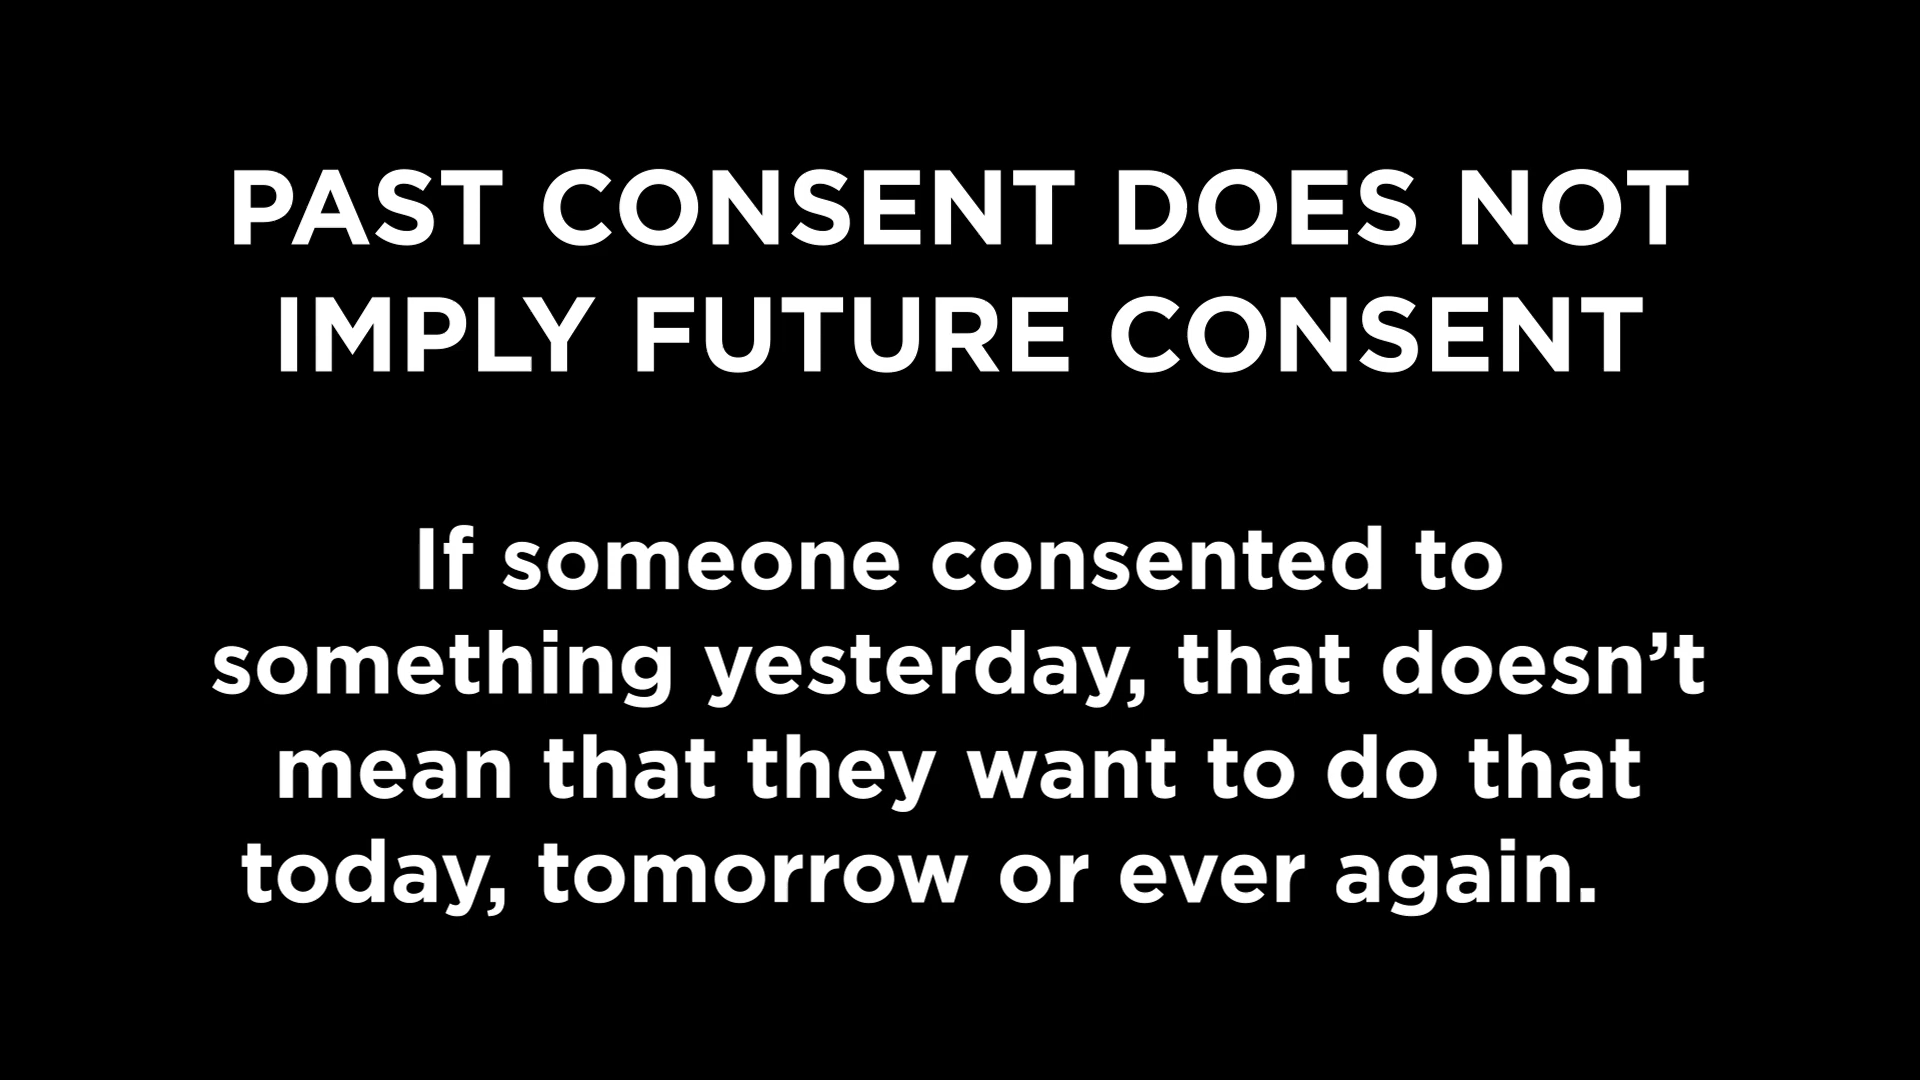 PAST CONSENT DOES NOT
IMPLY FUTURE CONSENT
If someone consented to
something yesterday, that doesn’t
mean that they want to do that
today, tomorrow or ever again.